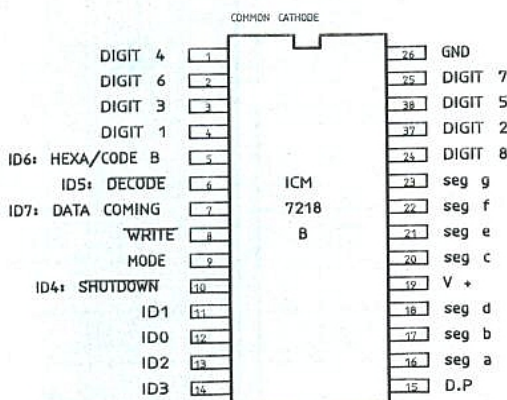 COMMON CATHODE
DIGIT 4 1
DIGIT 6 2
DIGIT 3 3
DIGIT 1 4
ID6: HEXA/CODE B 5
ID5: DECODE 6
ID7: DATA COMING 7
WRITE 8
MODE 9
ID4: SHUTDOWN 10
ID1 11
ID0 12
ID2 13
ID3 14
ICM
7218
B
26 GND
25 DIGIT 7
38 DIGIT 5
37 DIGIT 2
24 DIGIT 8
23 seg g
22 seg f
21 seg e
20 seg c
19 V +
18 seg d
17 seg b
16 seg a
15 D.P